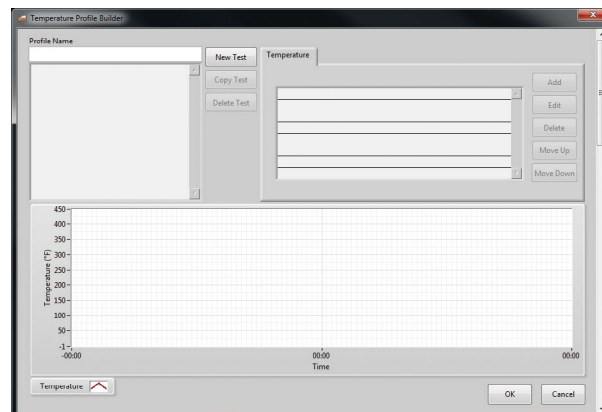 Temperature Profile Builder
Profile Name
New Test
Copy Test
Delete Test
Temperature
Add
Edit
Delete
Move Up
Move Down
450
400
350
300
250
200
150
100
50
-1
Temperature (°F)
-00:00
00:00
00:00
Time
Temperature
OK
Cancel